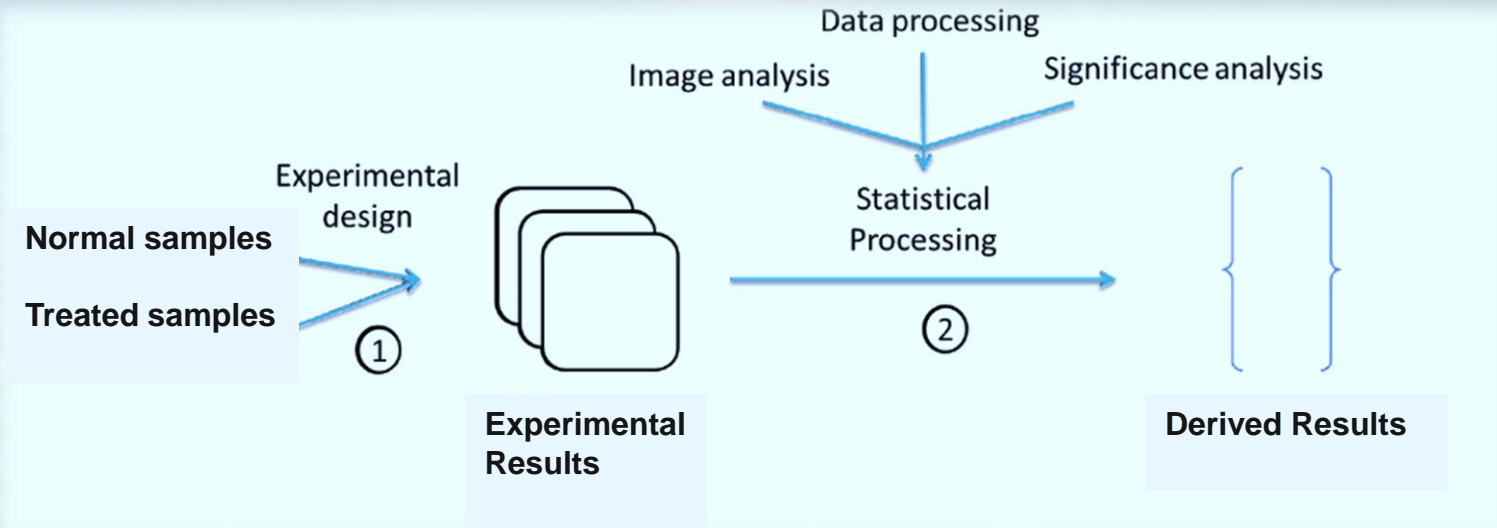 Data processing
Image analysis
Significance analysis
Experimental
design
Statistical
Processing
Normal samples
Treated samples
1
2
Experimental
Results
Derived Results